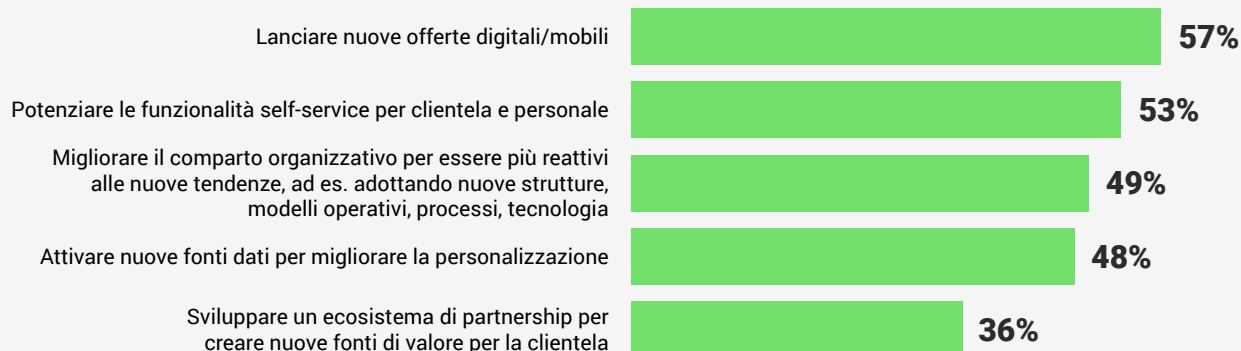 Lanciare nuove offerte digitali/mobili
57%
Potenziare le funzionalità self-service per clientela e personale
53%
Migliorare il comparto organizzativo per essere più reattivi
alle nuove tendenze, ad es. adottando nuove strutture,
modelli operativi, processi, tecnologia
49%
Attivare nuove fonti dati per migliorare la personalizzazione
48%
Sviluppare un ecosistema di partnership per
creare nuove fonti di valore per la clientela
36%